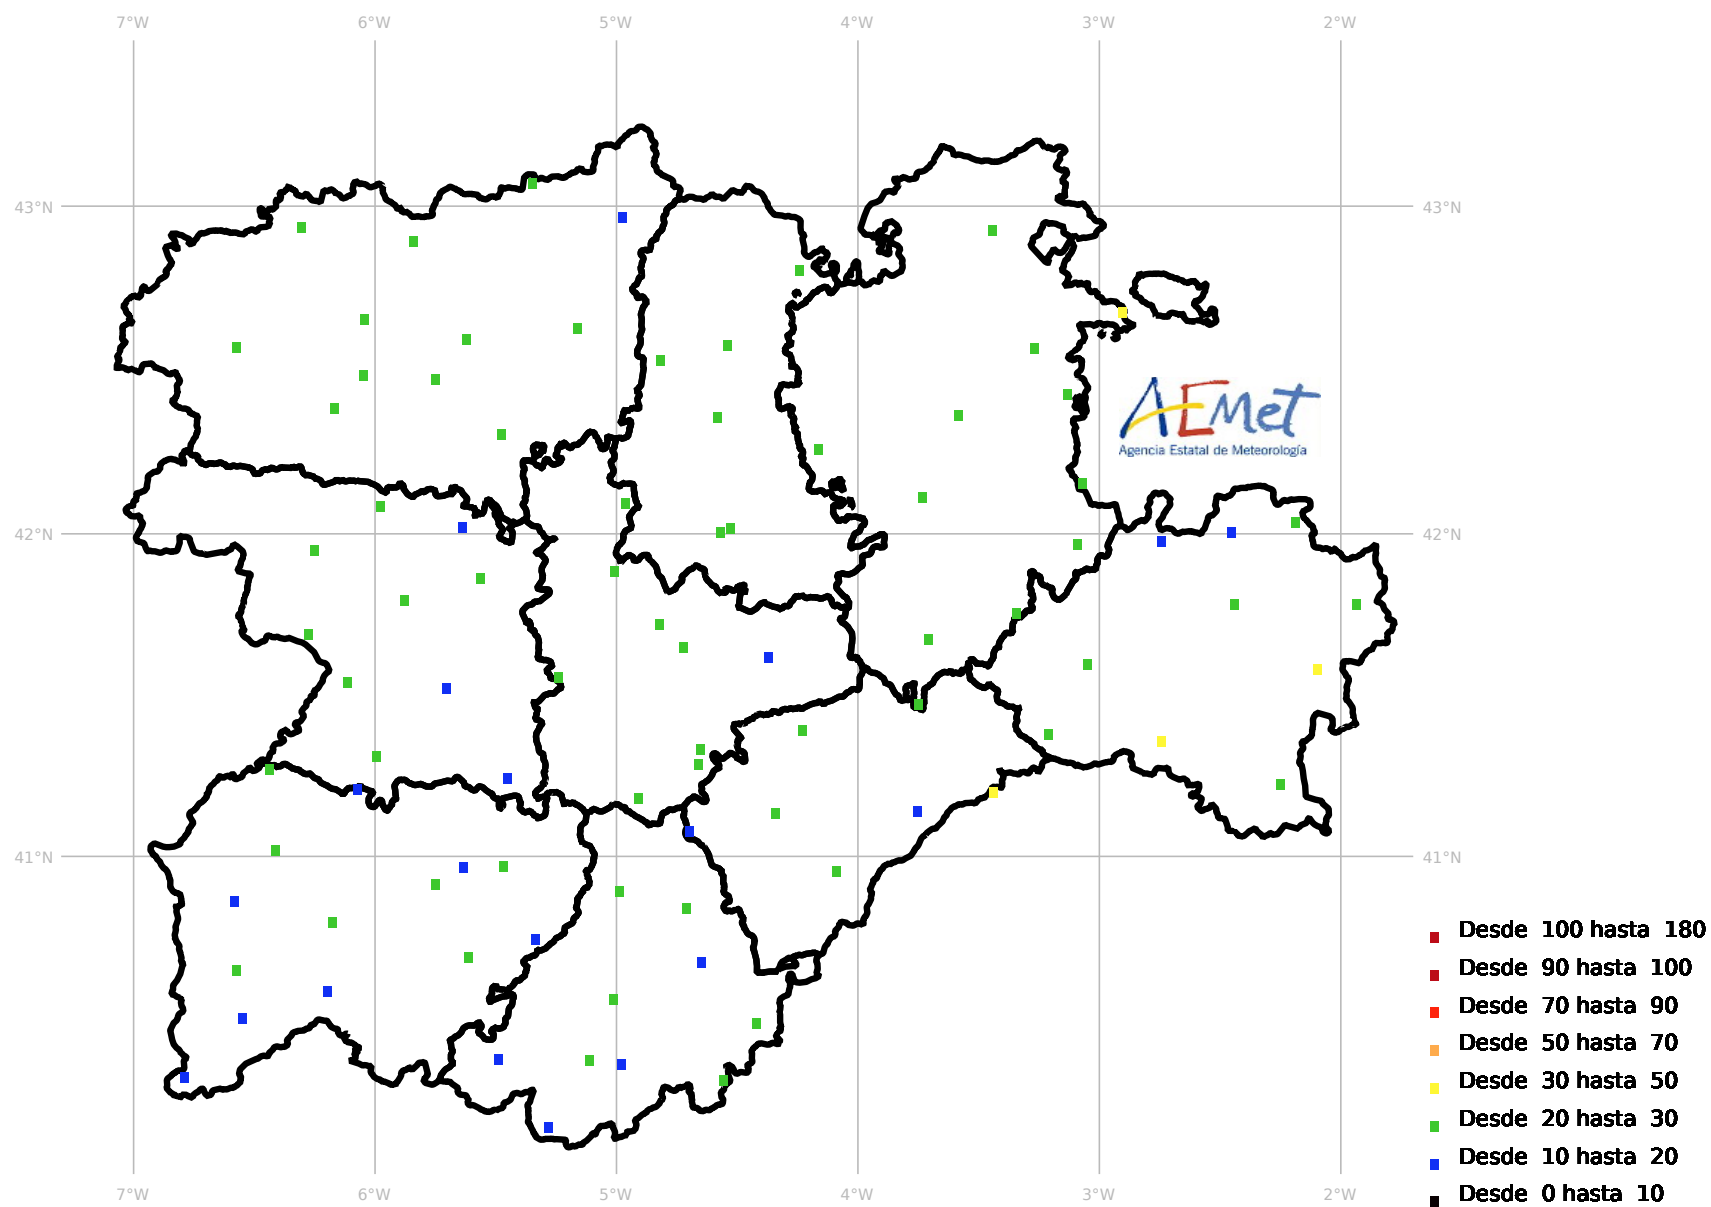 7°W 6°W 5°W 4°W 3°W 2°W
43°N 43°N
AEMet
Agencia Estatal de Meteorología
42°N 42°N
41°N 41°N
Desde 100 hasta 180
Desde 90 hasta 100
Desde 70 hasta 90
Desde 50 hasta 70
Desde 30 hasta 50
Desde 20 hasta 30
Desde 10 hasta 20
Desde 0 hasta 10
7°W 6°W 5°W 4°W 3°W 2°W